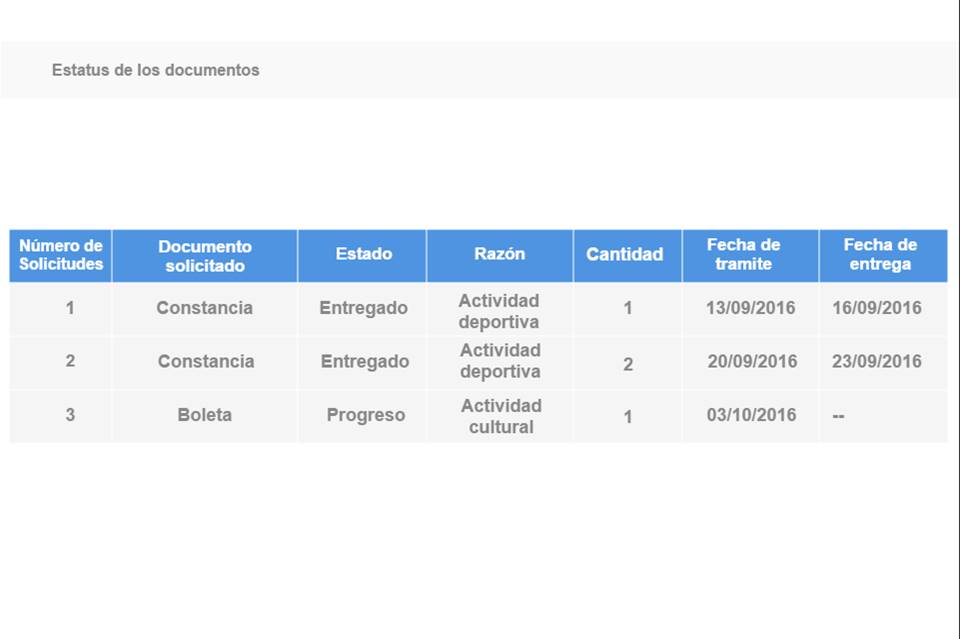 Estatus de los documentos
Número de Solicitudes Documento solicitado Estado Razón Cantidad Fecha de tramite Fecha de entrega
1 Constancia Entregado Actividad deportiva 1 13/09/2016 16/09/2016
2 Constancia Entregado Actividad deportiva 2 20/09/2016 23/09/2016
3 Boleta Progreso Actividad cultural 1 03/10/2016 --